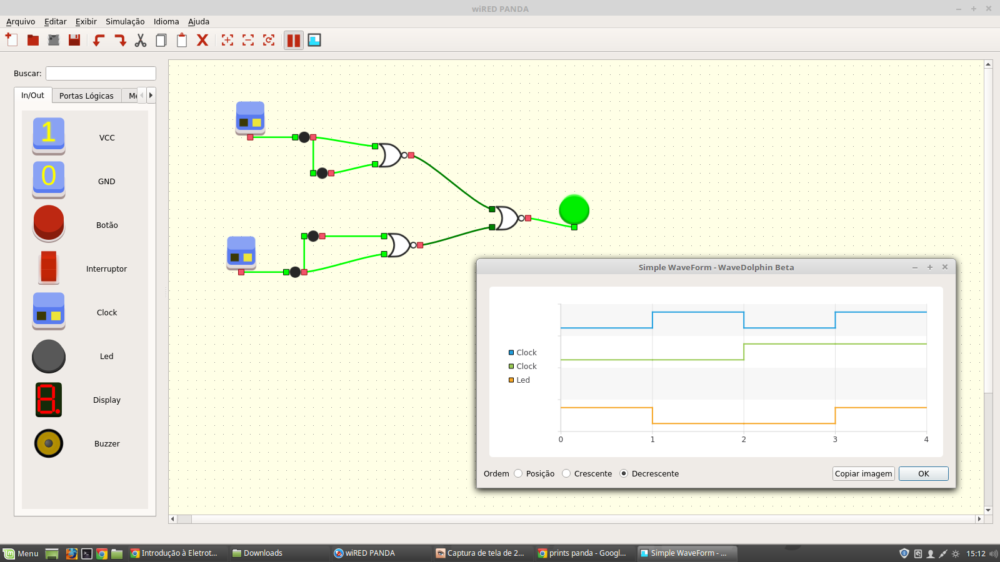 wiRED PANDA
Arquivo Editar Exibir Simulação Idioma Ajuda
Buscar:
In/Out Portas Lógicas
1 VCC
0 GND
Botão
Interruptor
Clock
Led
Display
Buzzer
Simple WaveForm - WaveDolphin Beta
Clock
Clock
Led
0 1 2 3 4
Ordem Posição Crescente Decrescente Copiar imagem OK
Menu Introdução à Eletrot... Downloads wiRED PANDA Captura de tela de 2... prints panda - Googl... Simple WaveForm - ... 15:12